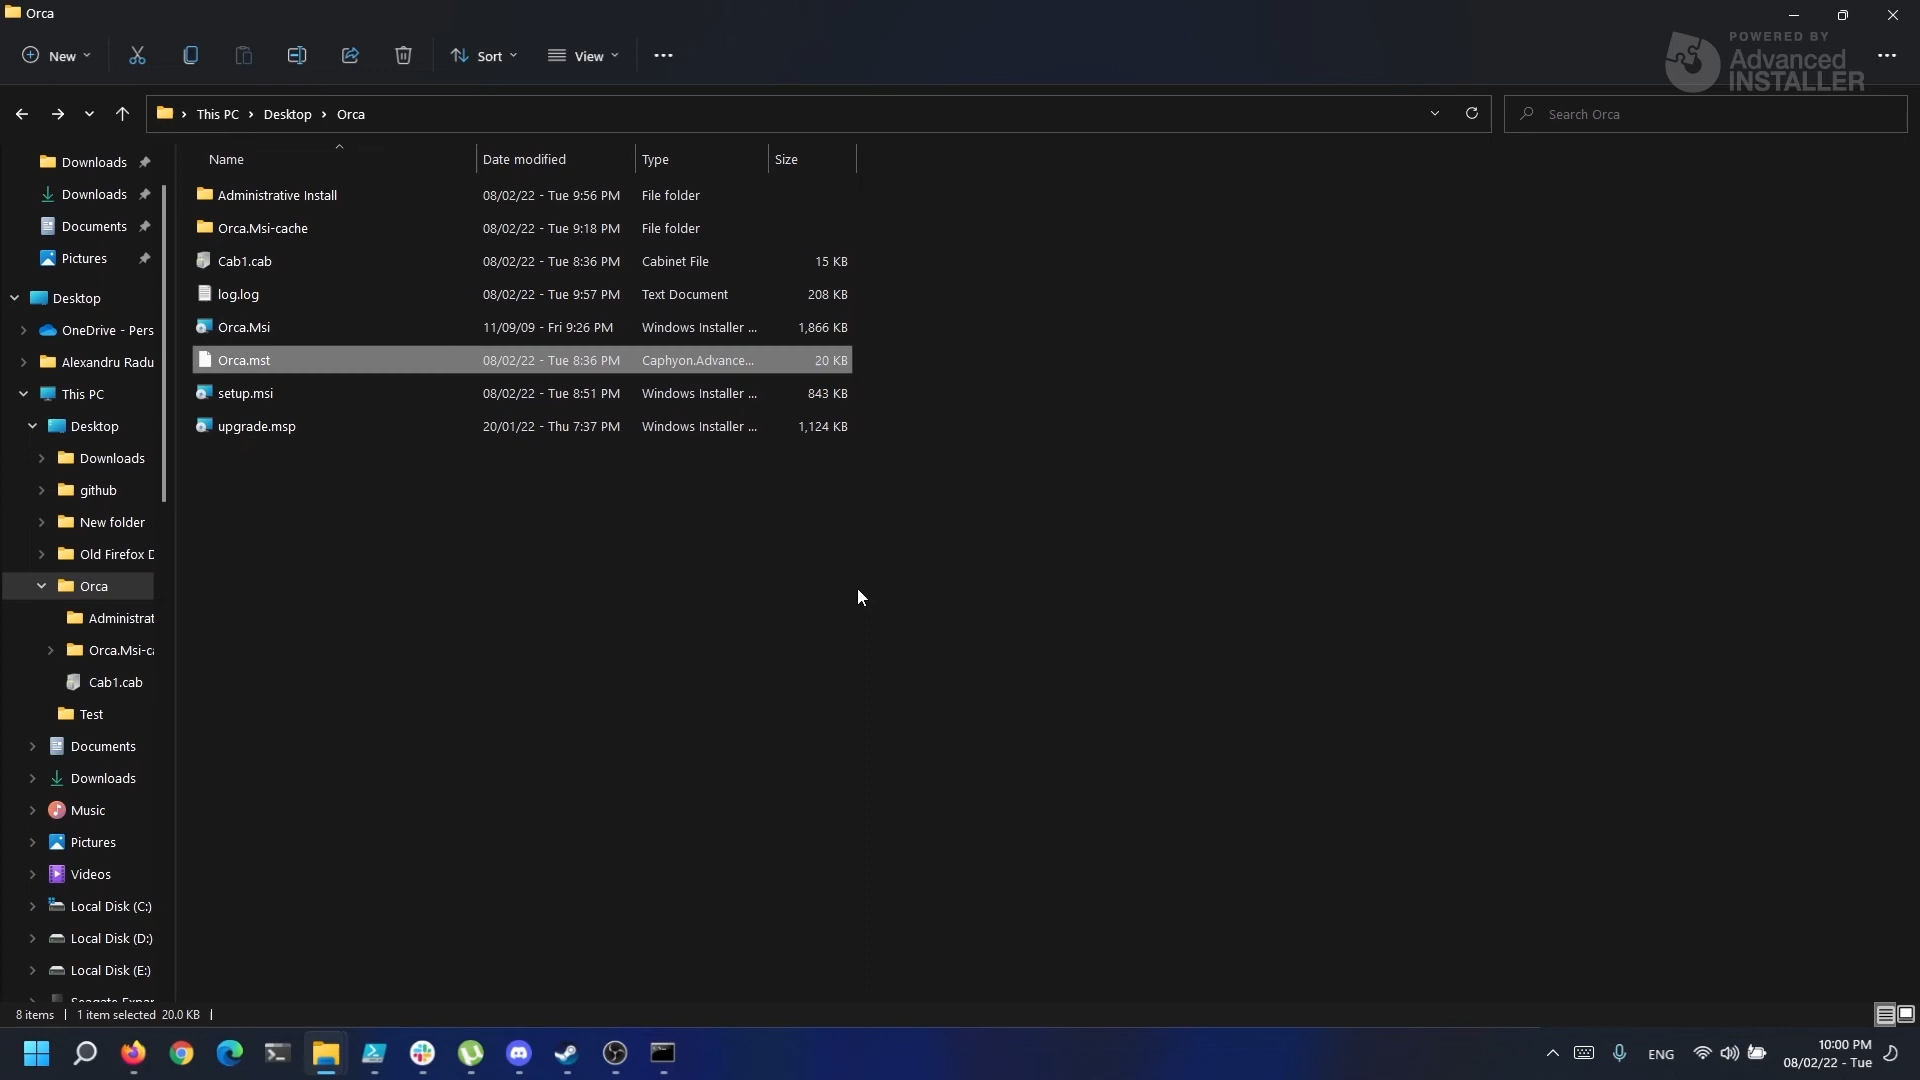 Orca
New
Sort
View
POWERED BY
Advanced
INSTALLER
This PC
Desktop
Orca
Search Orca
Name
Date modified
Type
Size
Downloads
Downloads
Documents
Pictures
Desktop
OneDrive - Pers
Alexandru Radu
This PC
Desktop
Downloads
github
New folder
Old Firefox D
Orca
Administrat
Orca.Msi-ca
Cab1.cab
Test
Documents
Downloads
Music
Pictures
Videos
Local Disk (C:)
Local Disk (D:)
Local Disk (E:)
Seagate Expan
Administrative Install 08/02/22 - Tue 9:56 PM File folder
Orca.Msi-cache 08/02/22 - Tue 9:18 PM File folder
Cab1.cab 08/02/22 - Tue 8:36 PM Cabinet File 15 KB
log.log 08/02/22 - Tue 9:57 PM Text Document 208 KB
Orca.Msi 11/09/09 - Fri 9:26 PM Windows Installer ... 1,866 KB
Orca.mst 08/02/22 - Tue 8:36 PM Caphyon.Advance... 20 KB
setup.msi 08/02/22 - Tue 8:51 PM Windows Installer ... 843 KB
upgrade.msp 20/01/22 - Thu 7:37 PM Windows Installer ... 1,124 KB
8 items
1 item selected 20.0 KB
ENG
10:00 PM
08/02/22 - Tue